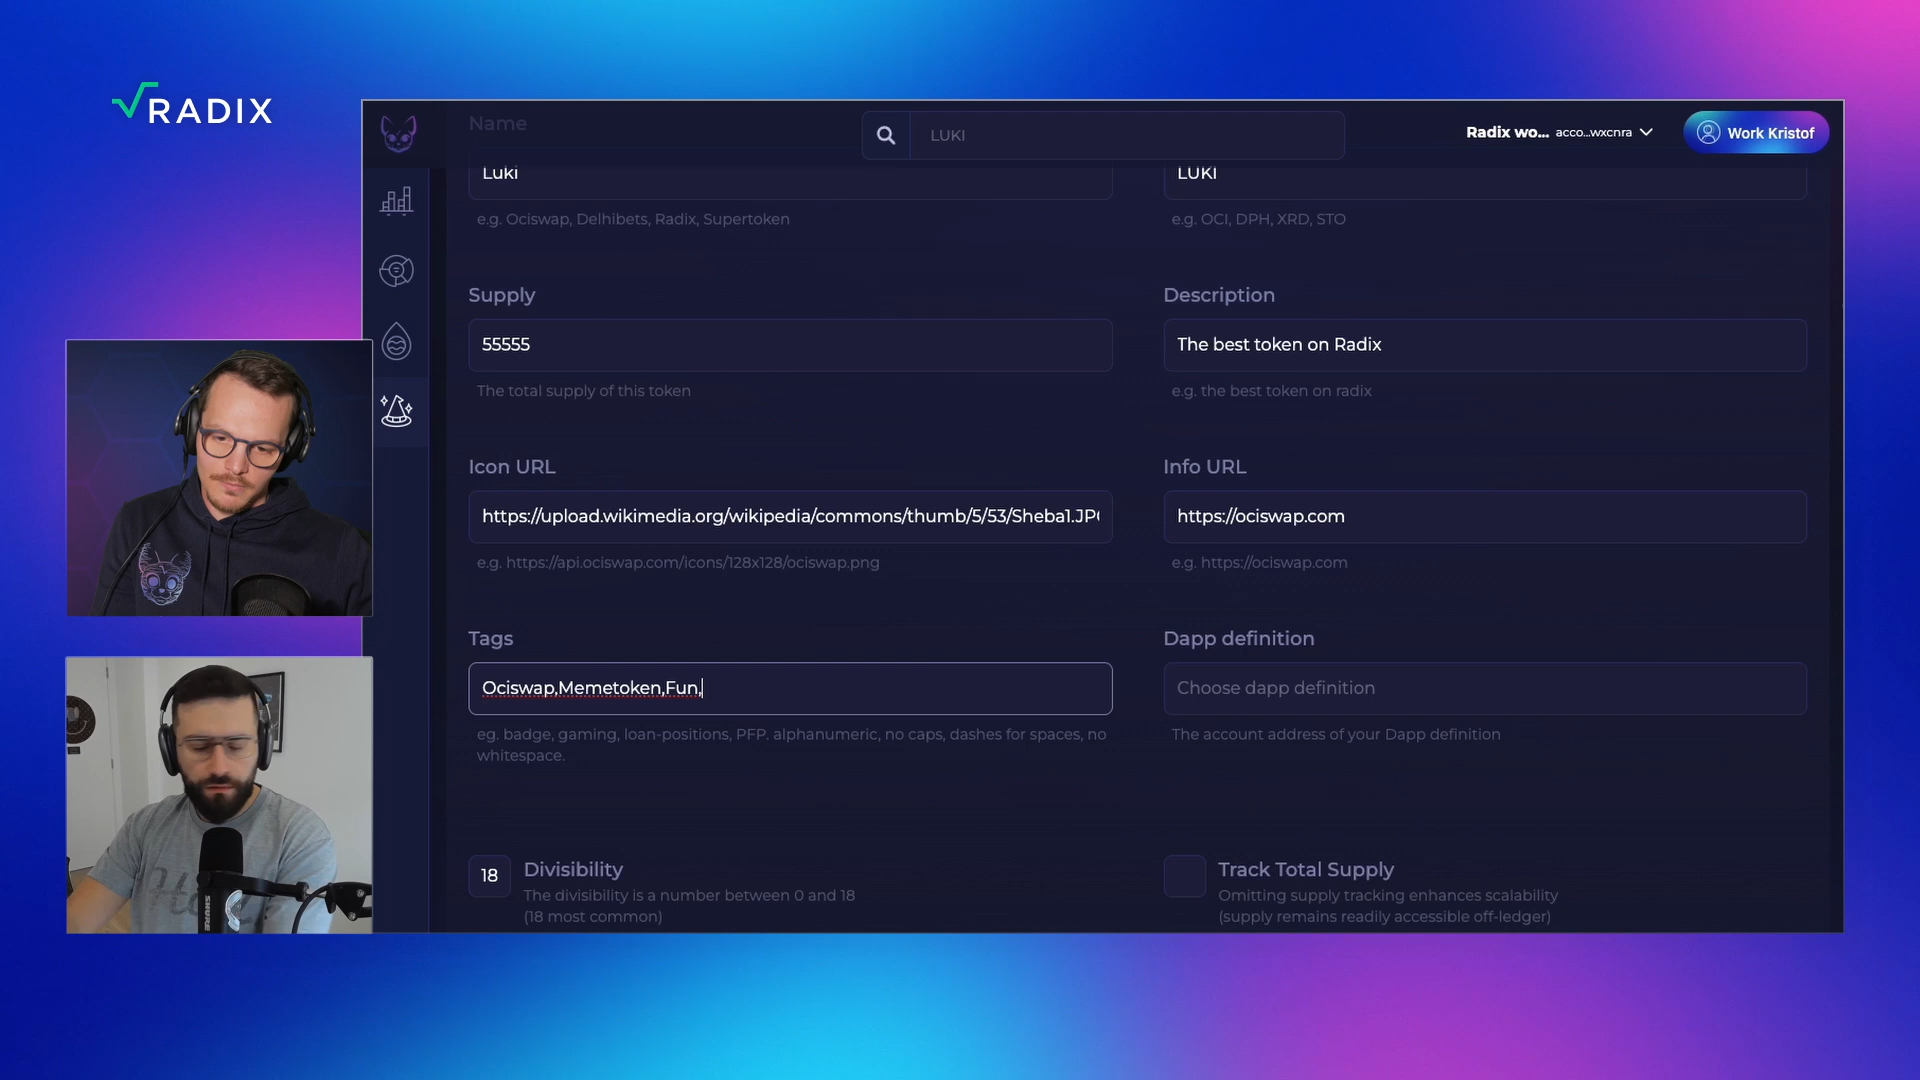 RADIX
Name
LUKI
Radix wo... acco...wxcnra
Work Kristof
Luki
LUKI
e.g. Ociswap, Delhibets, Radix, Supertoken
e.g. OCI, DPH, XRD, STO
Supply
Description
55555
The best token on Radix
The total supply of this token
e.g. the best token on radix
Icon URL
Info URL
https://upload.wikimedia.org/wikipedia/commons/thumb/5/53/Sheba1.JP
https://ociswap.com
e.g. https://api.ociswap.com/icons/128x128/ociswap.png
e.g. https://ociswap.com
Tags
Dapp definition
Ociswap,Memetoken,Fun,
Choose dapp definition
eg. badge, gaming, loan-positions, PFP. alphanumeric, no caps, dashes for spaces, no
whitespace.
The account address of your Dapp definition
18
Divisibility
The divisibility is a number between 0 and 18
(18 most common)
Track Total Supply
Omitting supply tracking enhances scalability
(supply remains readily accessible off-ledger)
SHURE